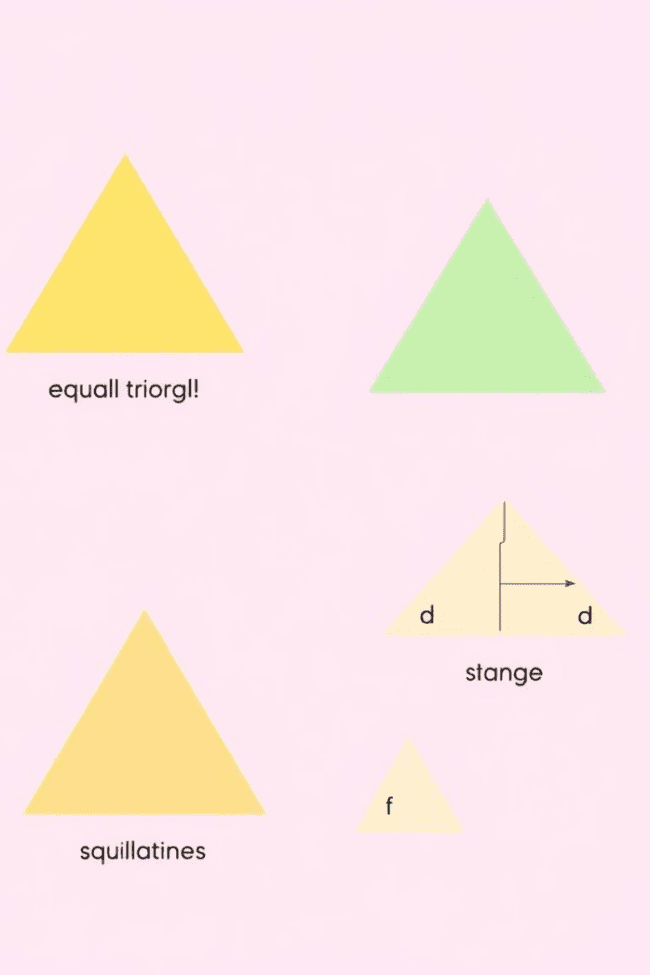 equall triorgl!
d
d
stange
f
squillatines